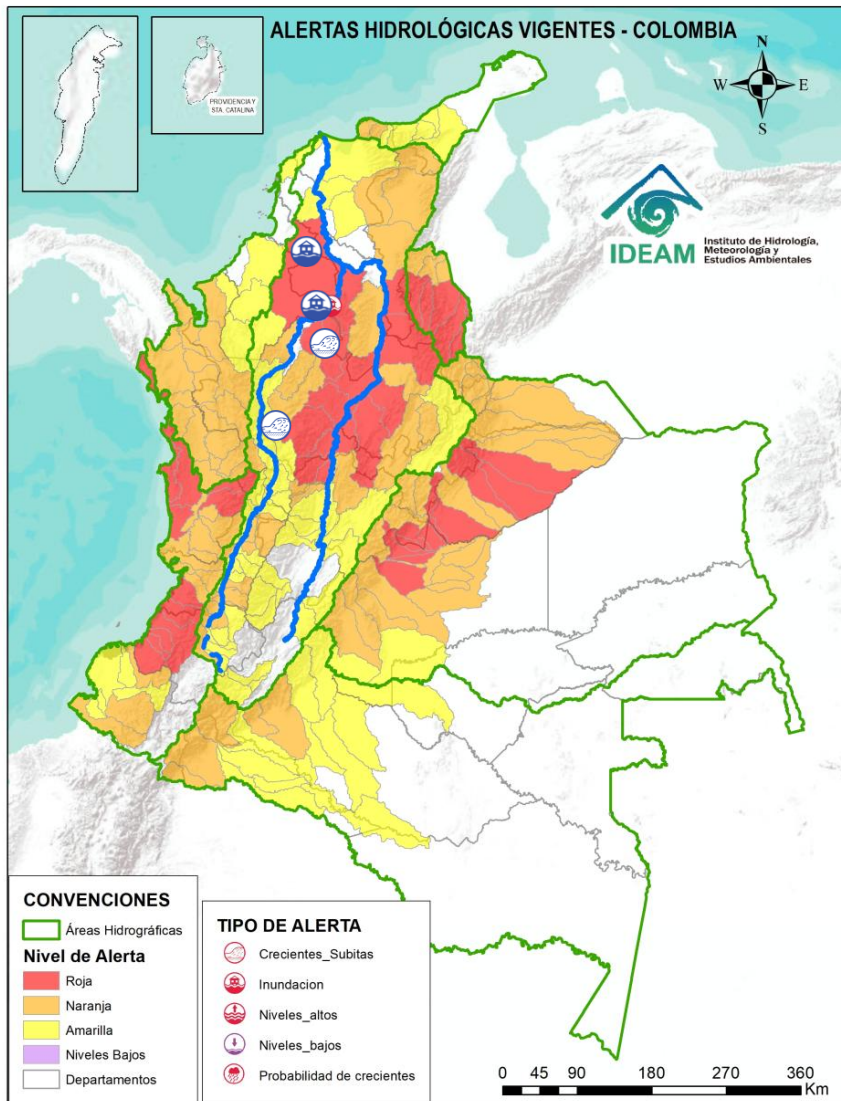 ALERTAS HIDROLÓGICAS VIGENTES - COLOMBIA
PROVIDENCIA Y
STA. CATALINA
N
W E
S
IDEAM
Instituto de Hidrología,
Meteorología y
Estudios Ambientales
CONVENCIONES
Áreas Hidrográficas
Nivel de Alerta
Roja
Naranja
Amarilla
Niveles Bajos
Departamentos
TIPO DE ALERTA
Crecientes_Subitas
Inundacion
Niveles_altos
Niveles_bajos
Probabilidad de crecientes
0 45 90 180 270 360
Km